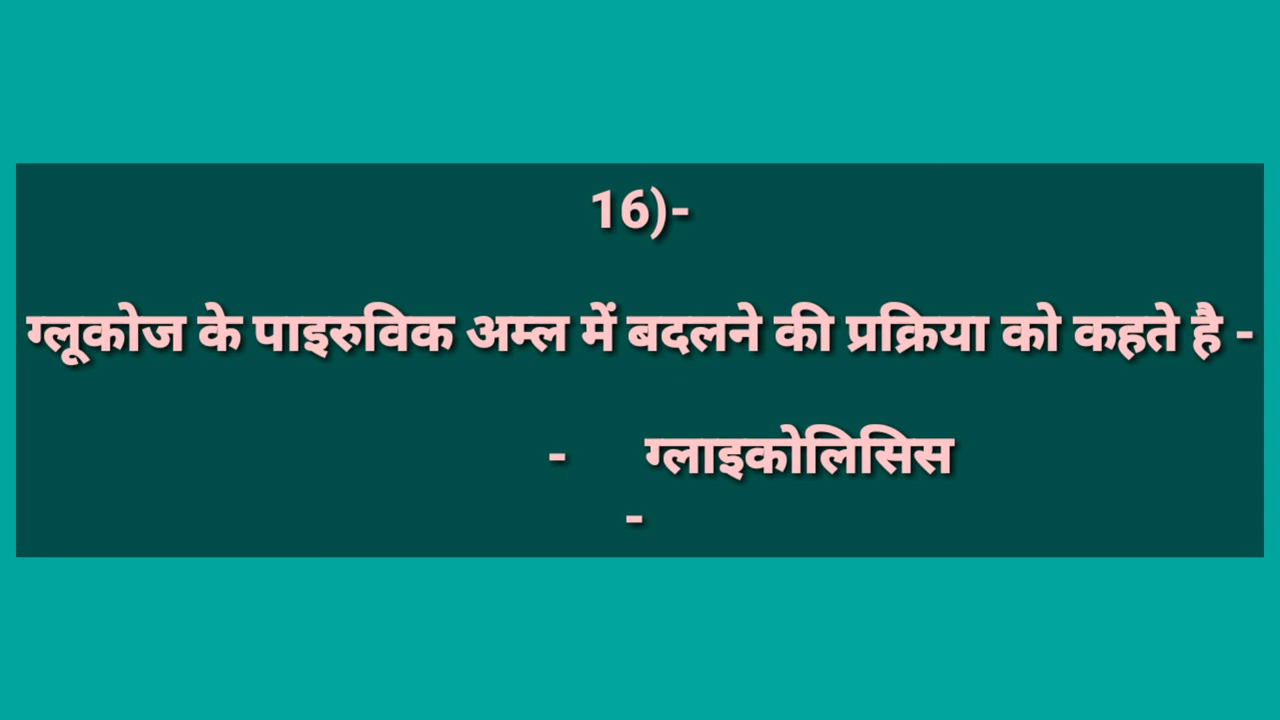 16)-
ग्लूकोज के पाइरुविक अम्ल में बदलने की प्रक्रिया को कहते है -
- ग्लाइकोलिसिस
-